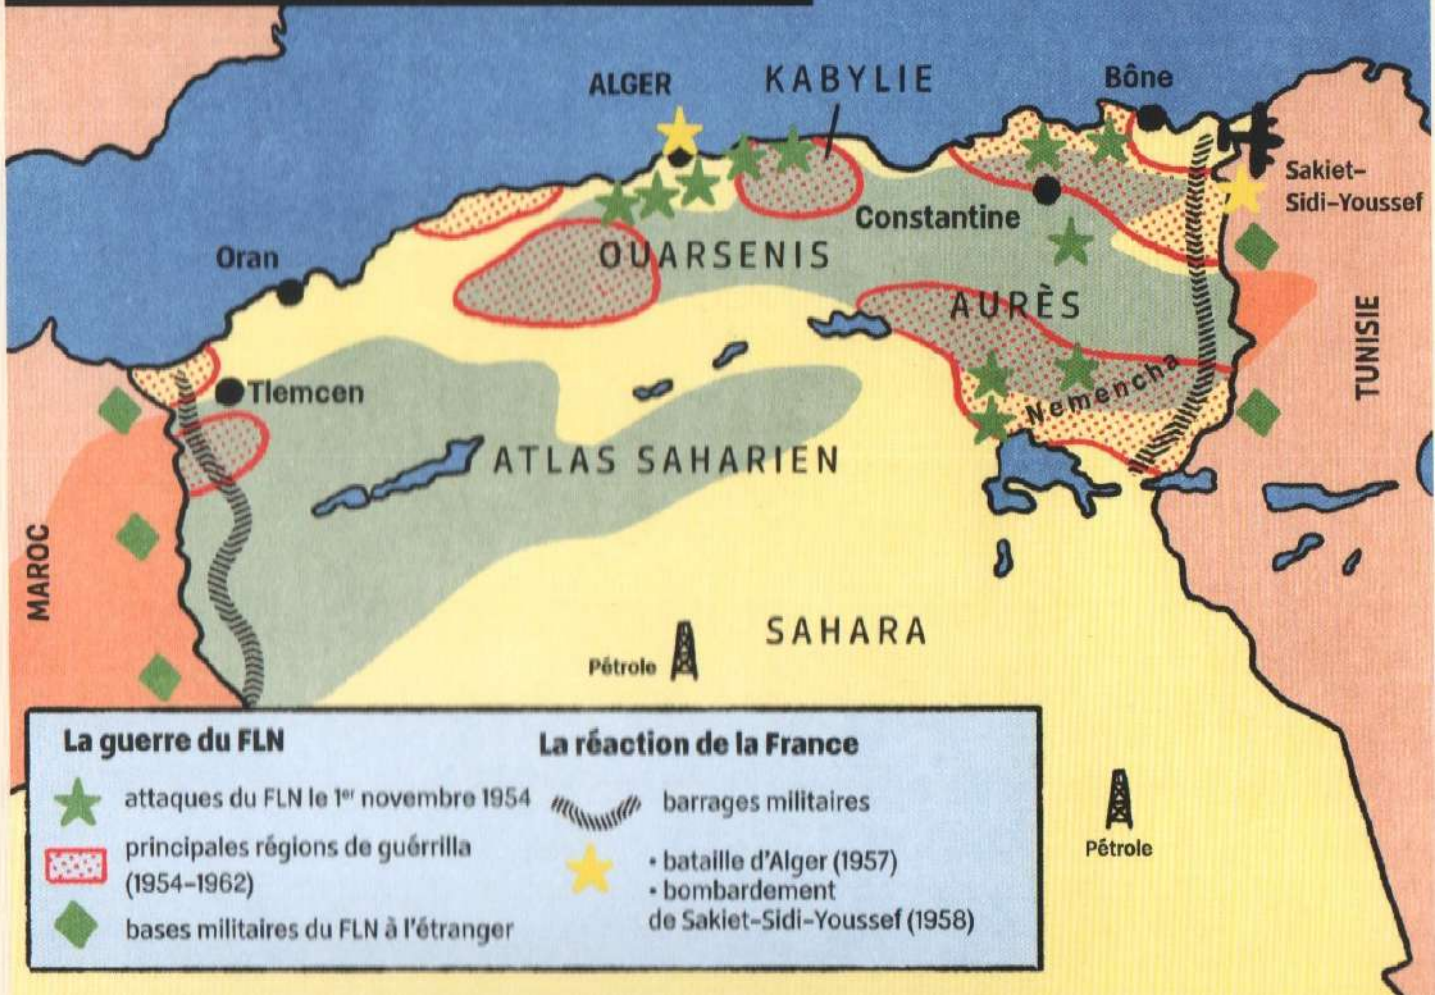 ALGER
KABYLIE
Bône
Sakiet-
Sidi-Youssef
Constantine
Oran
OUARSENIS
AURÈS
TUNISIE
Nemencha
Tlemcen
ATLAS SAHARIEN
MAROC
SAHARA
Pétrole
Pétrole
La guerre du FLN
attaques du FLN le 1er novembre 1954
principales régions de guérrilla
(1954-1962)
bases militaires du FLN à l'étranger
La réaction de la France
barrages militaires
• bataille d'Alger (1957)
• bombardement
de Sakiet-Sidi-Youssef (1958)